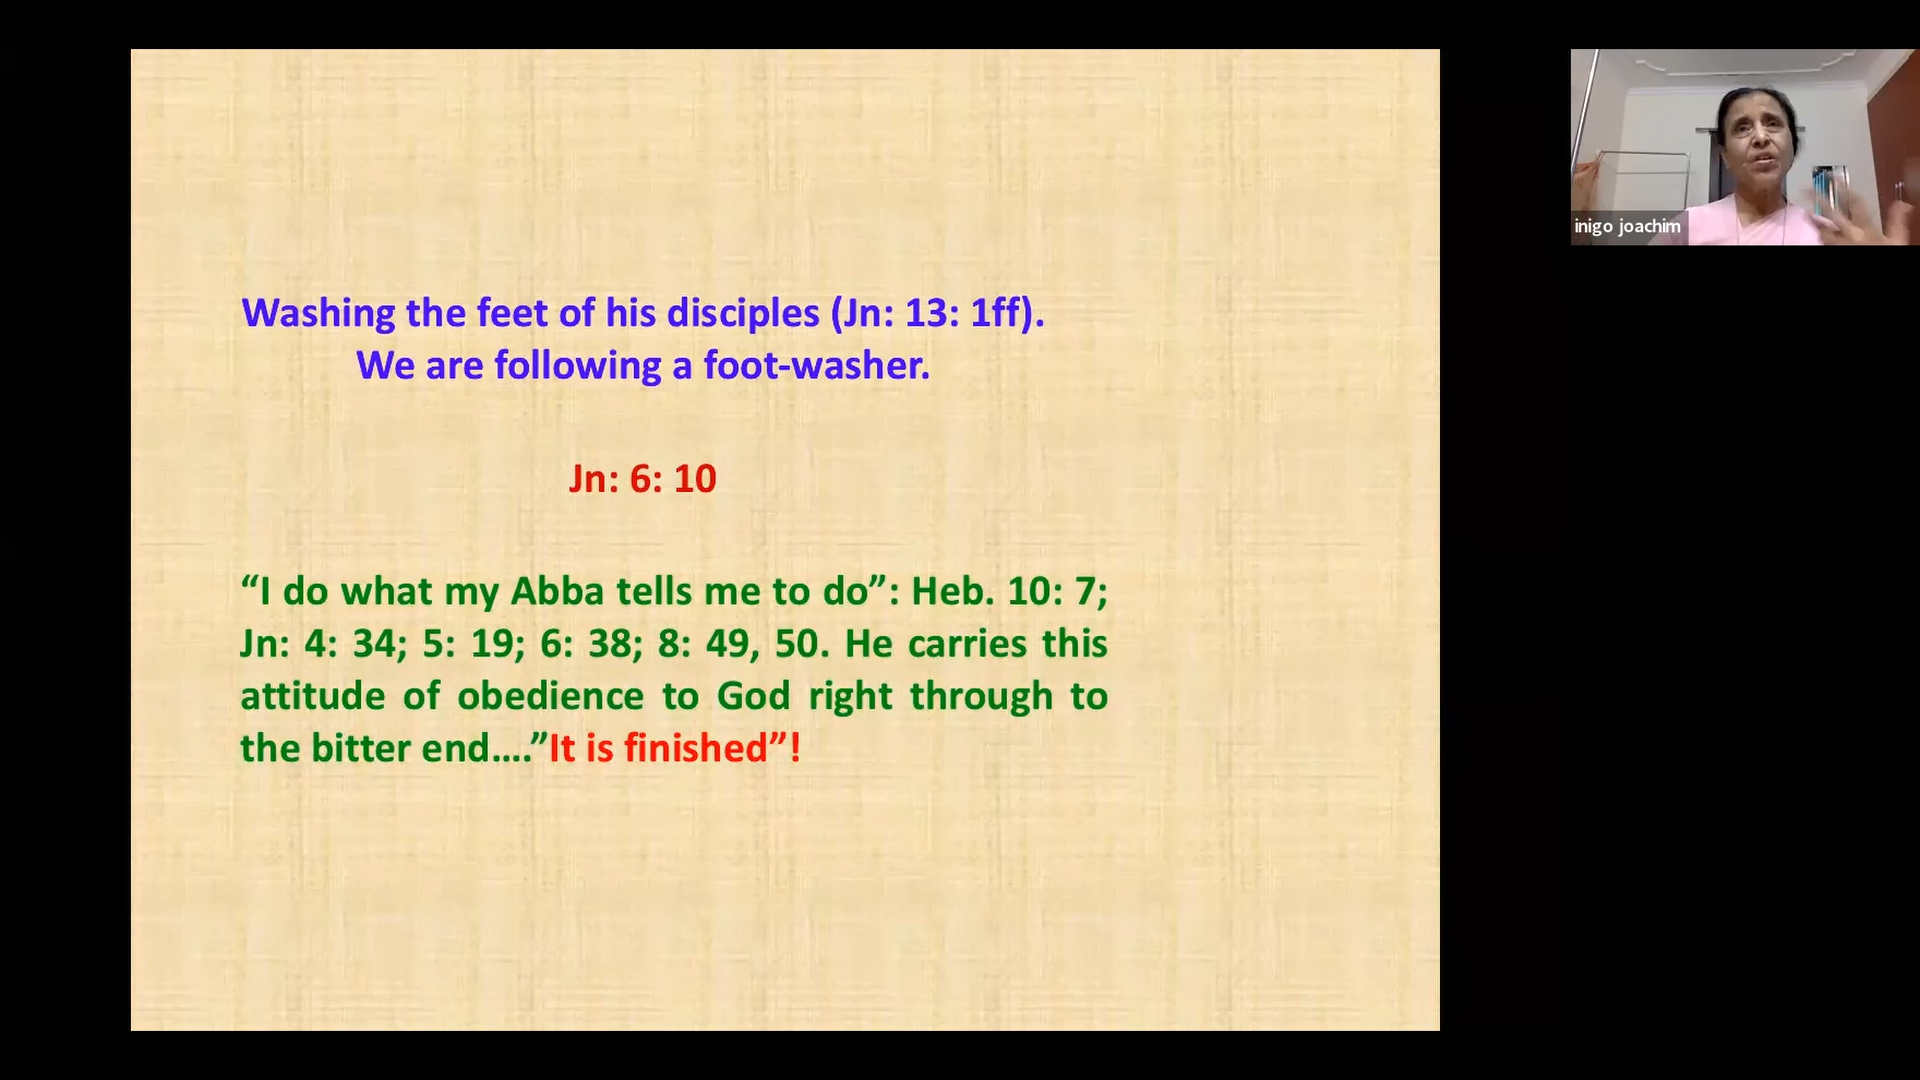 Washing the feet of his disciples (Jn: 13: 1ff).
We are following a foot-washer.
Jn: 6: 10
“I do what my Abba tells me to do”: Heb. 10: 7;
Jn: 4: 34; 5: 19; 6: 38; 8: 49, 50. He carries this
attitude of obedience to God right through to
the bitter end....”It is finished”!
inigo joachim